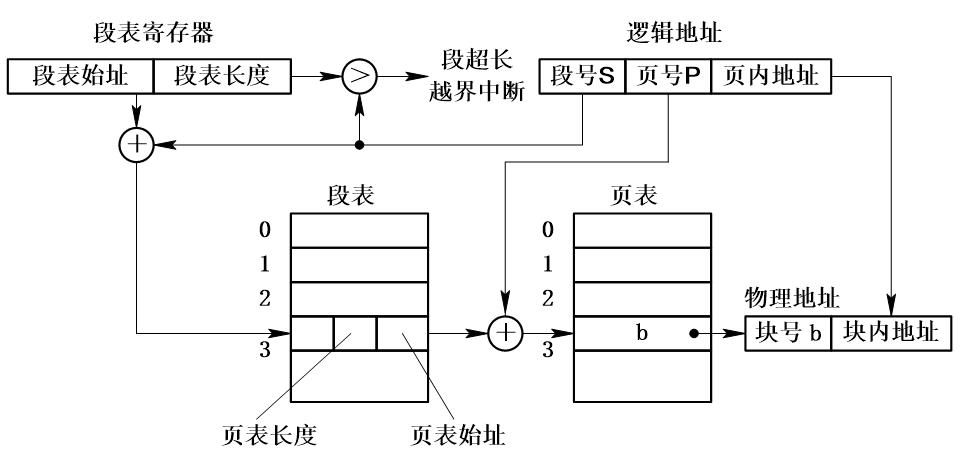 段表寄存器
逻辑地址
段表始址 段表长度
>
段超长
越界中断
段号S 页号P 页内地址
+
段表
页表
0
1
2
3
0
1
2
3
+
b
物理地址
块号 b 块内地址
页表长度
页表始址